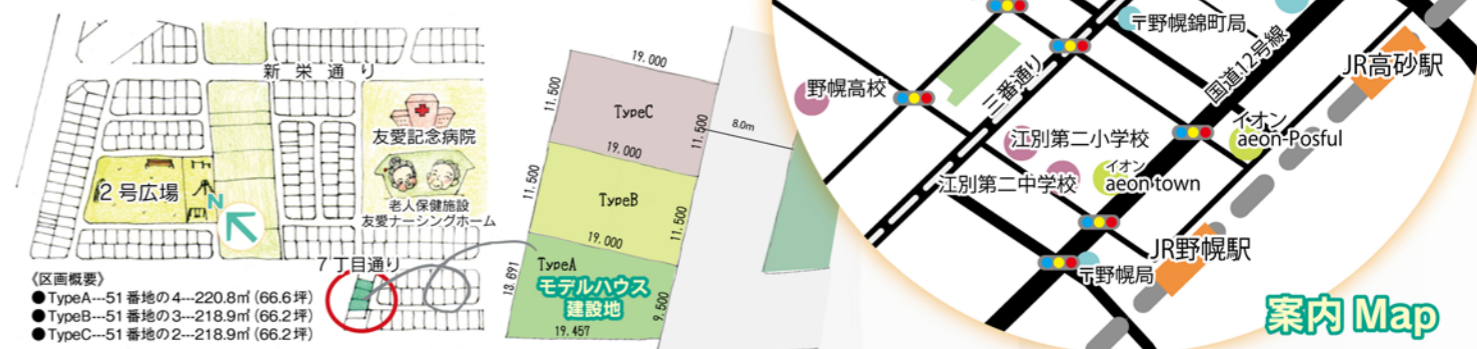 新栄通り
友愛記念病院
老人保健施設
友愛ナーシングホーム
2号広場
N
7丁目通り
《区画概要》
●TypeA---51番地の4---220.8㎡(66.6坪)
●TypeB---51番地の3---218.9㎡(66.2坪)
●TypeC---51番地の2---218.9㎡(66.2坪)
19.000
11.500
TypeC
11.500
8.0m
19.000
11.500
TypeB
11.500
19.000
13.691
TypeA
モデルハウス
建設地
9.500
19.457
〒野幌錦町局
国道12号線
JR高砂駅
野幌高校
三番通り
江別第二小学校
イオン
aeon-Posful
江別第二中学校
イオン
aeon town
JR野幌駅
〒野幌局
案内 Map